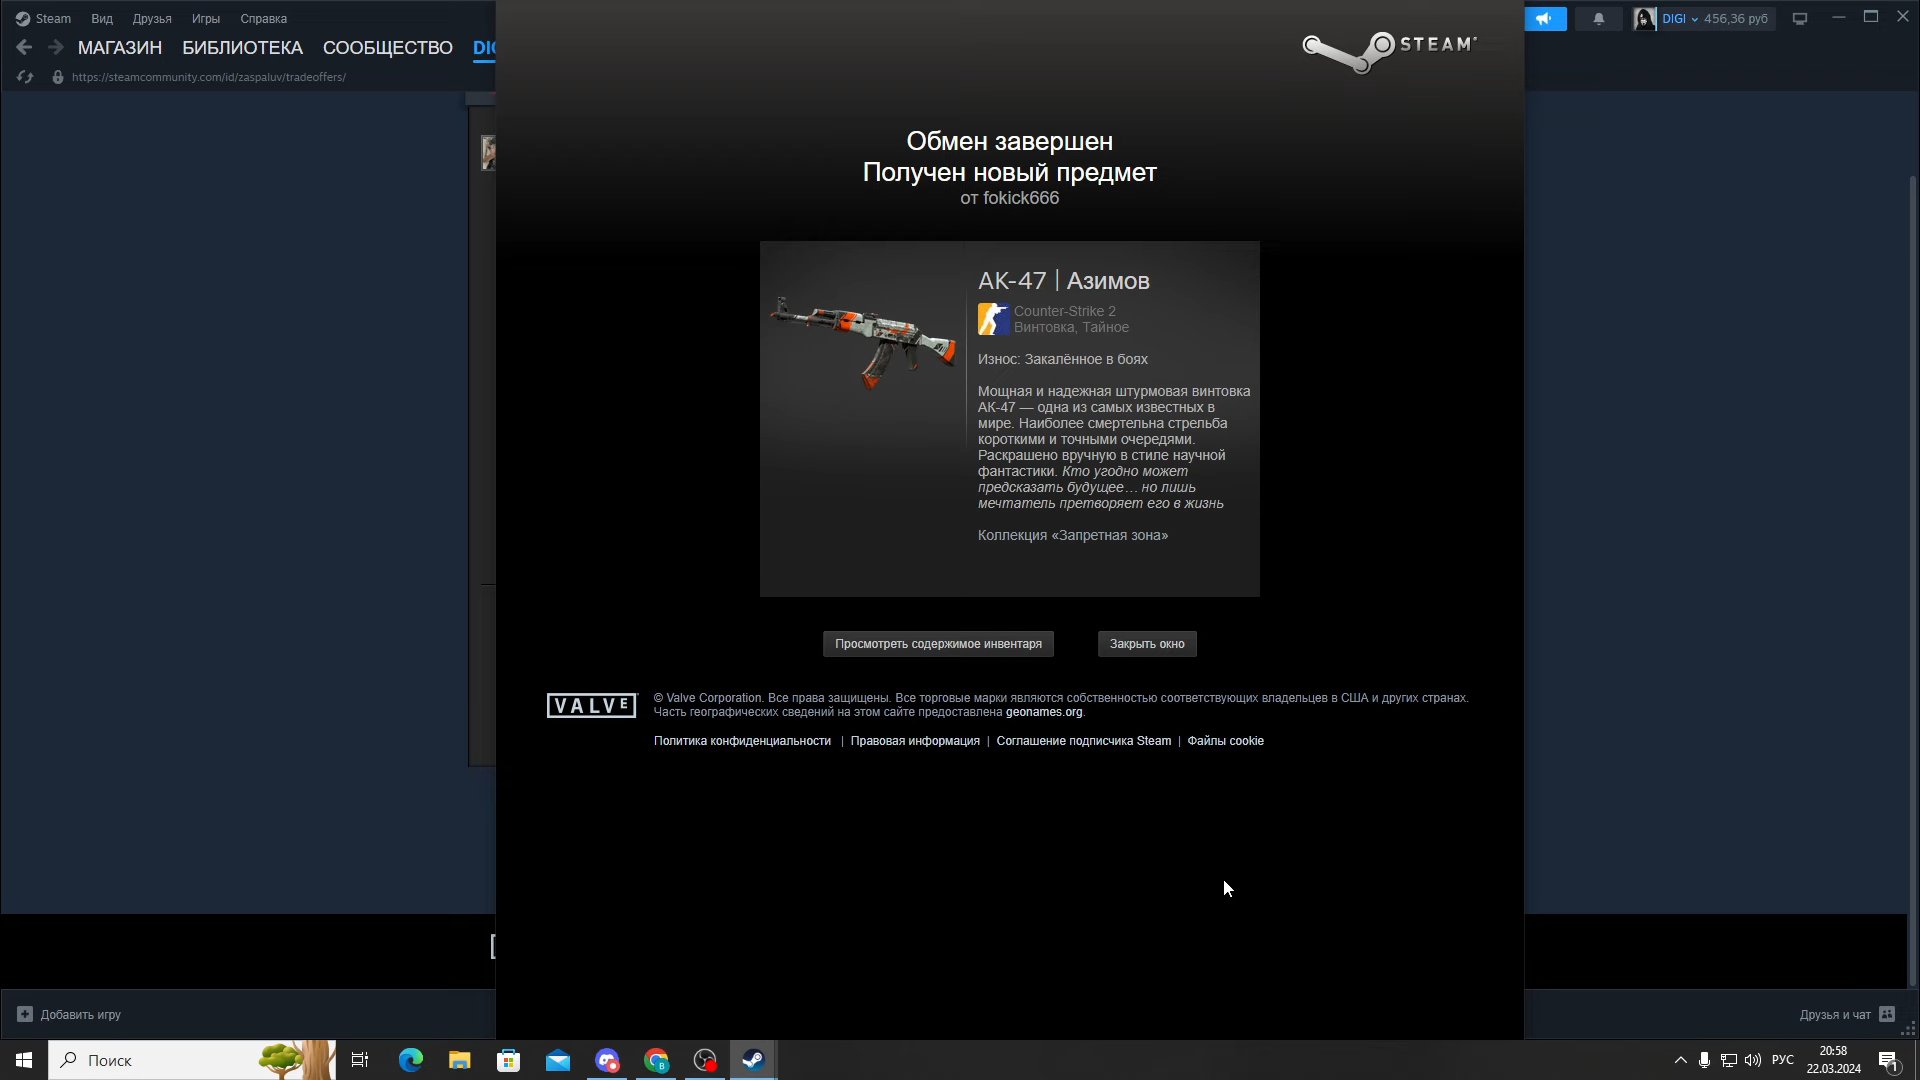 Steam Вид Друзья Игры Справка
DIGI 456,36 руб
МАГАЗИН БИБЛИОТЕКА СООБЩЕСТВО
https://steamcommunity.com/id/zaspaluv/tradeoffers/
STEAM
Обмен завершен
Получен новый предмет
от fokick666
AK-47 | Азимов
Counter-Strike 2
Винтовка, Тайное
Износ: Закалённое в боях
Мощная и надежная штурмовая винтовка
АК-47 — одна из самых известных в
мире. Наиболее смертельна стрельба
короткими и точными очередями.
Раскрашено вручную в стиле научной
фантастики. Кто угодно может
предсказать будущее… но лишь
мечтатель претворяет его в жизнь
Коллекция «Запретная зона»
Просмотреть содержимое инвентаря
Закрыть окно
VALVE
© Valve Corporation. Все права защищены. Все торговые марки являются собственностью соответствующих владельцев в США и других странах.
Часть географических сведений на этом сайте предоставлена geonames.org.
Политика конфиденциальности | Правовая информация | Соглашение подписчика Steam | Файлы cookie
Добавить игру
Друзья и чат
Поиск
РУС
20:58
22.03.2024
1